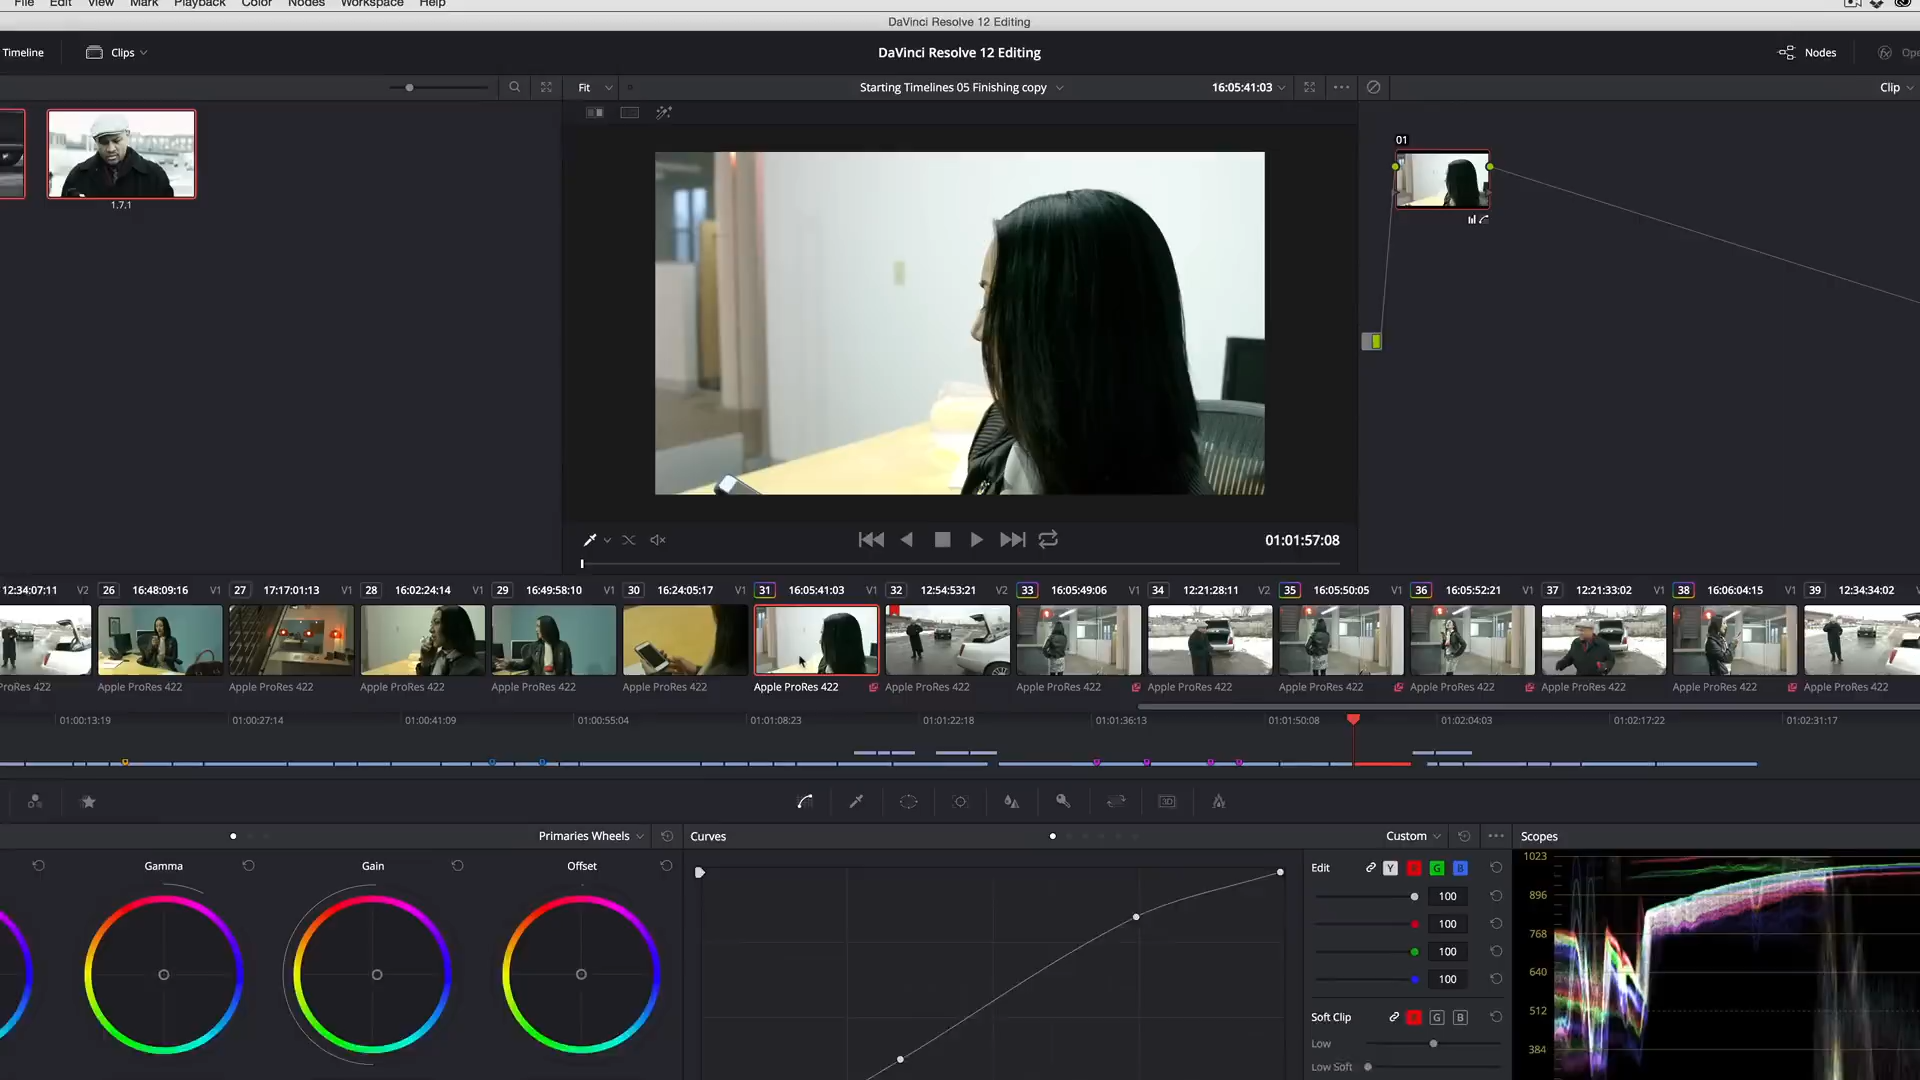 File Edit View Mark Playback Color Nodes Workspace Help
DaVinci Resolve 12 Editing
Timeline Clips DaVinci Resolve 12 Editing Nodes
Fit Starting Timelines 05 Finishing copy 16:05:41:03 Clip
01
1.7.1
01:01:57:08
12:34:07:11 V2 26 16:48:09:16 V1 27 17:17:01:13 V1 28 16:02:24:14 V1 29 16:49:58:10 V1 30 16:24:05:17 V1 31 16:05:41:03 V1 32 12:54:53:21 V2 33 16:05:49:06 V1 34 12:21:28:11 V2 35 16:05:50:05 V1 36 16:05:52:21 V1 37 12:21:33:02 V2 38 16:06:04:15 V1 39 12:34:34:02
ProRes 422 Apple ProRes 422 Apple ProRes 422 Apple ProRes 422 Apple ProRes 422 Apple ProRes 422 Apple ProRes 422 Apple ProRes 422 Apple ProRes 422 Apple ProRes 422 Apple ProRes 422 Apple ProRes 422 Apple ProRes 422 Apple ProRes 422 Apple ProRes 422
01:00:13:19 01:00:27:14 01:00:41:09 01:00:55:04 01:01:08:23 01:01:22:18 01:01:36:13 01:01:50:08 01:02:04:03 01:02:17:22 01:02:31:17
3D
Primaries Wheels Curves Custom Scopes
Gamma Gain Offset Edit Y G B 1023
100 896
100 768
100
100 640
Soft Clip G B 512
Low 384
Low Soft